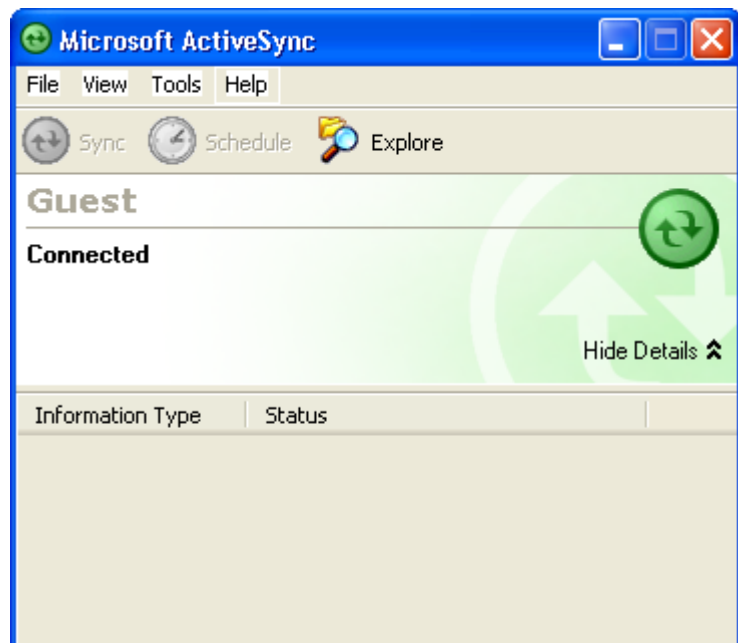 Microsoft ActiveSync
File View Tools Help
Sync Schedule Explore
Guest
Connected
Hide Details
Information Type Status